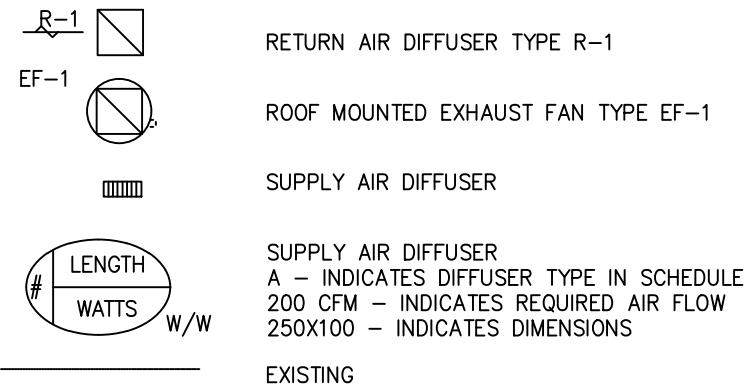 R-1
RETURN AIR DIFFUSER TYPE R-1
EF-1
ROOF MOUNTED EXHAUST FAN TYPE EF-1
SUPPLY AIR DIFFUSER
# LENGTH
WATTS
W/W
SUPPLY AIR DIFFUSER
A - INDICATES DIFFUSER TYPE IN SCHEDULE
200 CFM - INDICATES REQUIRED AIR FLOW
250X100 - INDICATES DIMENSIONS
EXISTING